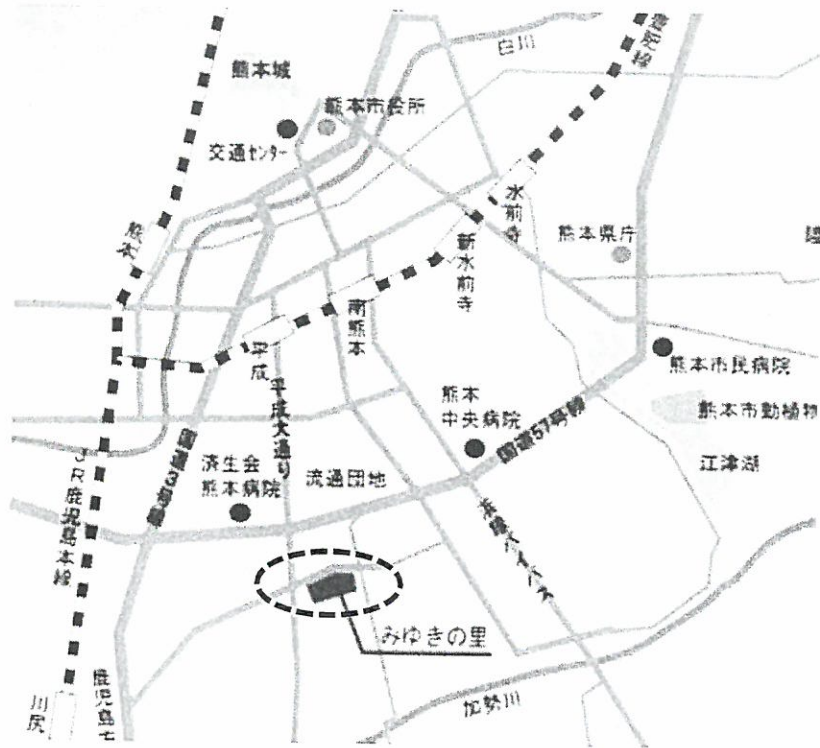 白川
豊肥線
熊本城
熊本市役所
交通センター
水前寺
熊本県庁
新水前寺
南熊本
平成
熊本市民病院
平成大通り
熊本
中央病院
国道57号線
熊本市動植物
江津湖
国道3号線
済生会
熊本病院
流通団地
JR鹿児島本線
浜線バイパス
みゆきの里
加勢川
川尻